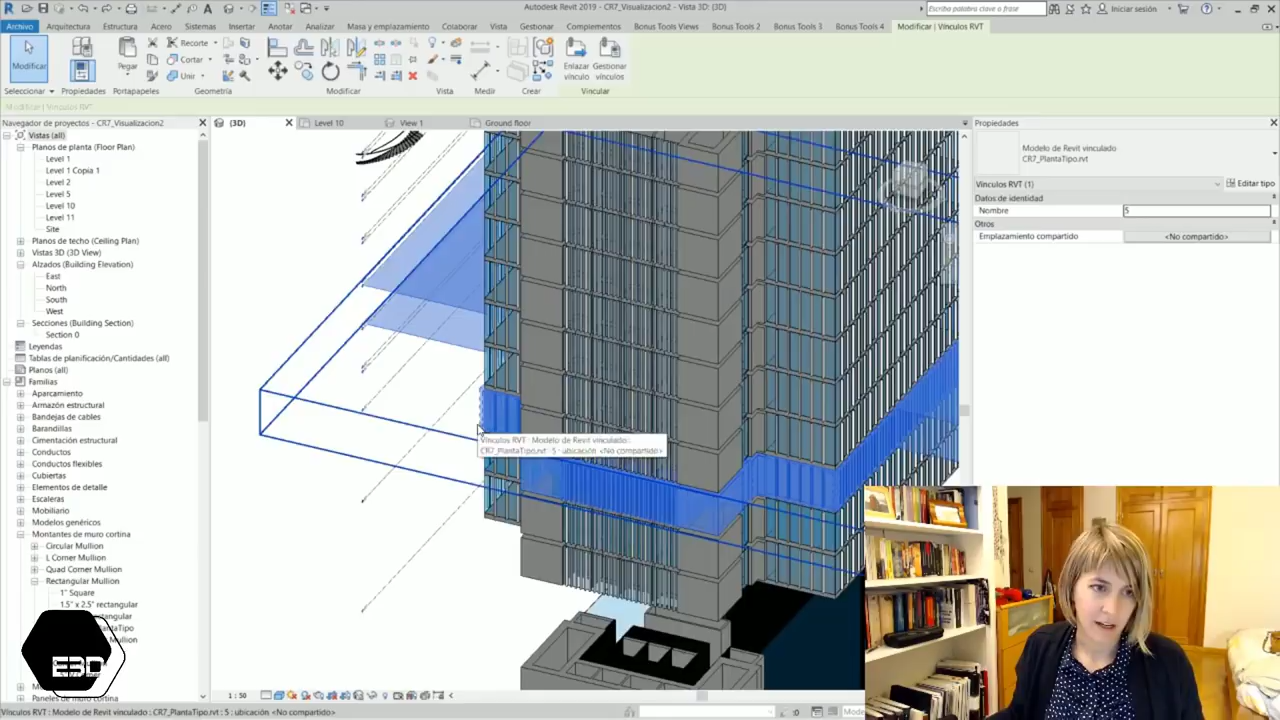 Autodesk Revit 2019 - CR7_Visualizacion2 - Vista 3D: {3D}
Escriba palabra clave o frase
Iniciar sesión
Archivo Arquitectura Estructura Acero Sistemas Insertar Anotar Analizar Masa y emplazamiento Colaborar Vista Gestionar Complementos Bonus Tools Views Bonus Tools 2 Bonus Tools 3 Bonus Tools 4 Modificar | Vínculos RVT
Recorte
Cortar
Unir
Modificar
Pegar
Enlazar vínculo
Gestionar vínculos
Seleccionar Propiedades Portapapeles Geometría Modificar Vista Medir Crear Vincular
Modificar | Vínculos RVT
Navegador de proyectos - CR7_Visualizacion2
{3D}
Level 10
View 1
Ground floor
Propiedades
Vistas (all)
Planos de planta (Floor Plan)
Level 1
Level 1 Copia 1
Level 2
Level 5
Level 10
Level 11
Site
Planos de techo (Ceiling Plan)
Vistas 3D (3D View)
Alzados (Building Elevation)
East
North
South
West
Secciones (Building Section)
Section 0
Leyendas
Tablas de planificación/Cantidades (all)
Planos (all)
Familias
Aparcamiento
Armazón estructural
Bandejas de cables
Barandillas
Cimentación estructural
Conductos
Conductos flexibles
Cubiertas
Elementos de detalle
Escaleras
Mobiliario
Modelos genéricos
Montantes de muro cortina
Circular Mullion
L Corner Mullion
Quad Corner Mullion
Rectangular Mullion
1" Square
1.5" x 2.5" rectangular
Paneles de muro cortina
E3D
Modelo de Revit vinculado
CR7_PlantaTipo.rvt
Vínculos RVT (1)
Editar tipo
Datos de identidad
Nombre 5
Otros
Emplazamiento compartido <No compartido>
Vínculos RVT : Modelo de Revit vinculado :
CR7_PlantaTipo.rvt : 5 : ubicación <No compartido>
1 : 50
Vínculos RVT : Modelo de Revit vinculado : CR7_PlantaTipo.rvt : 5 : ubicación <No compartido>
:0